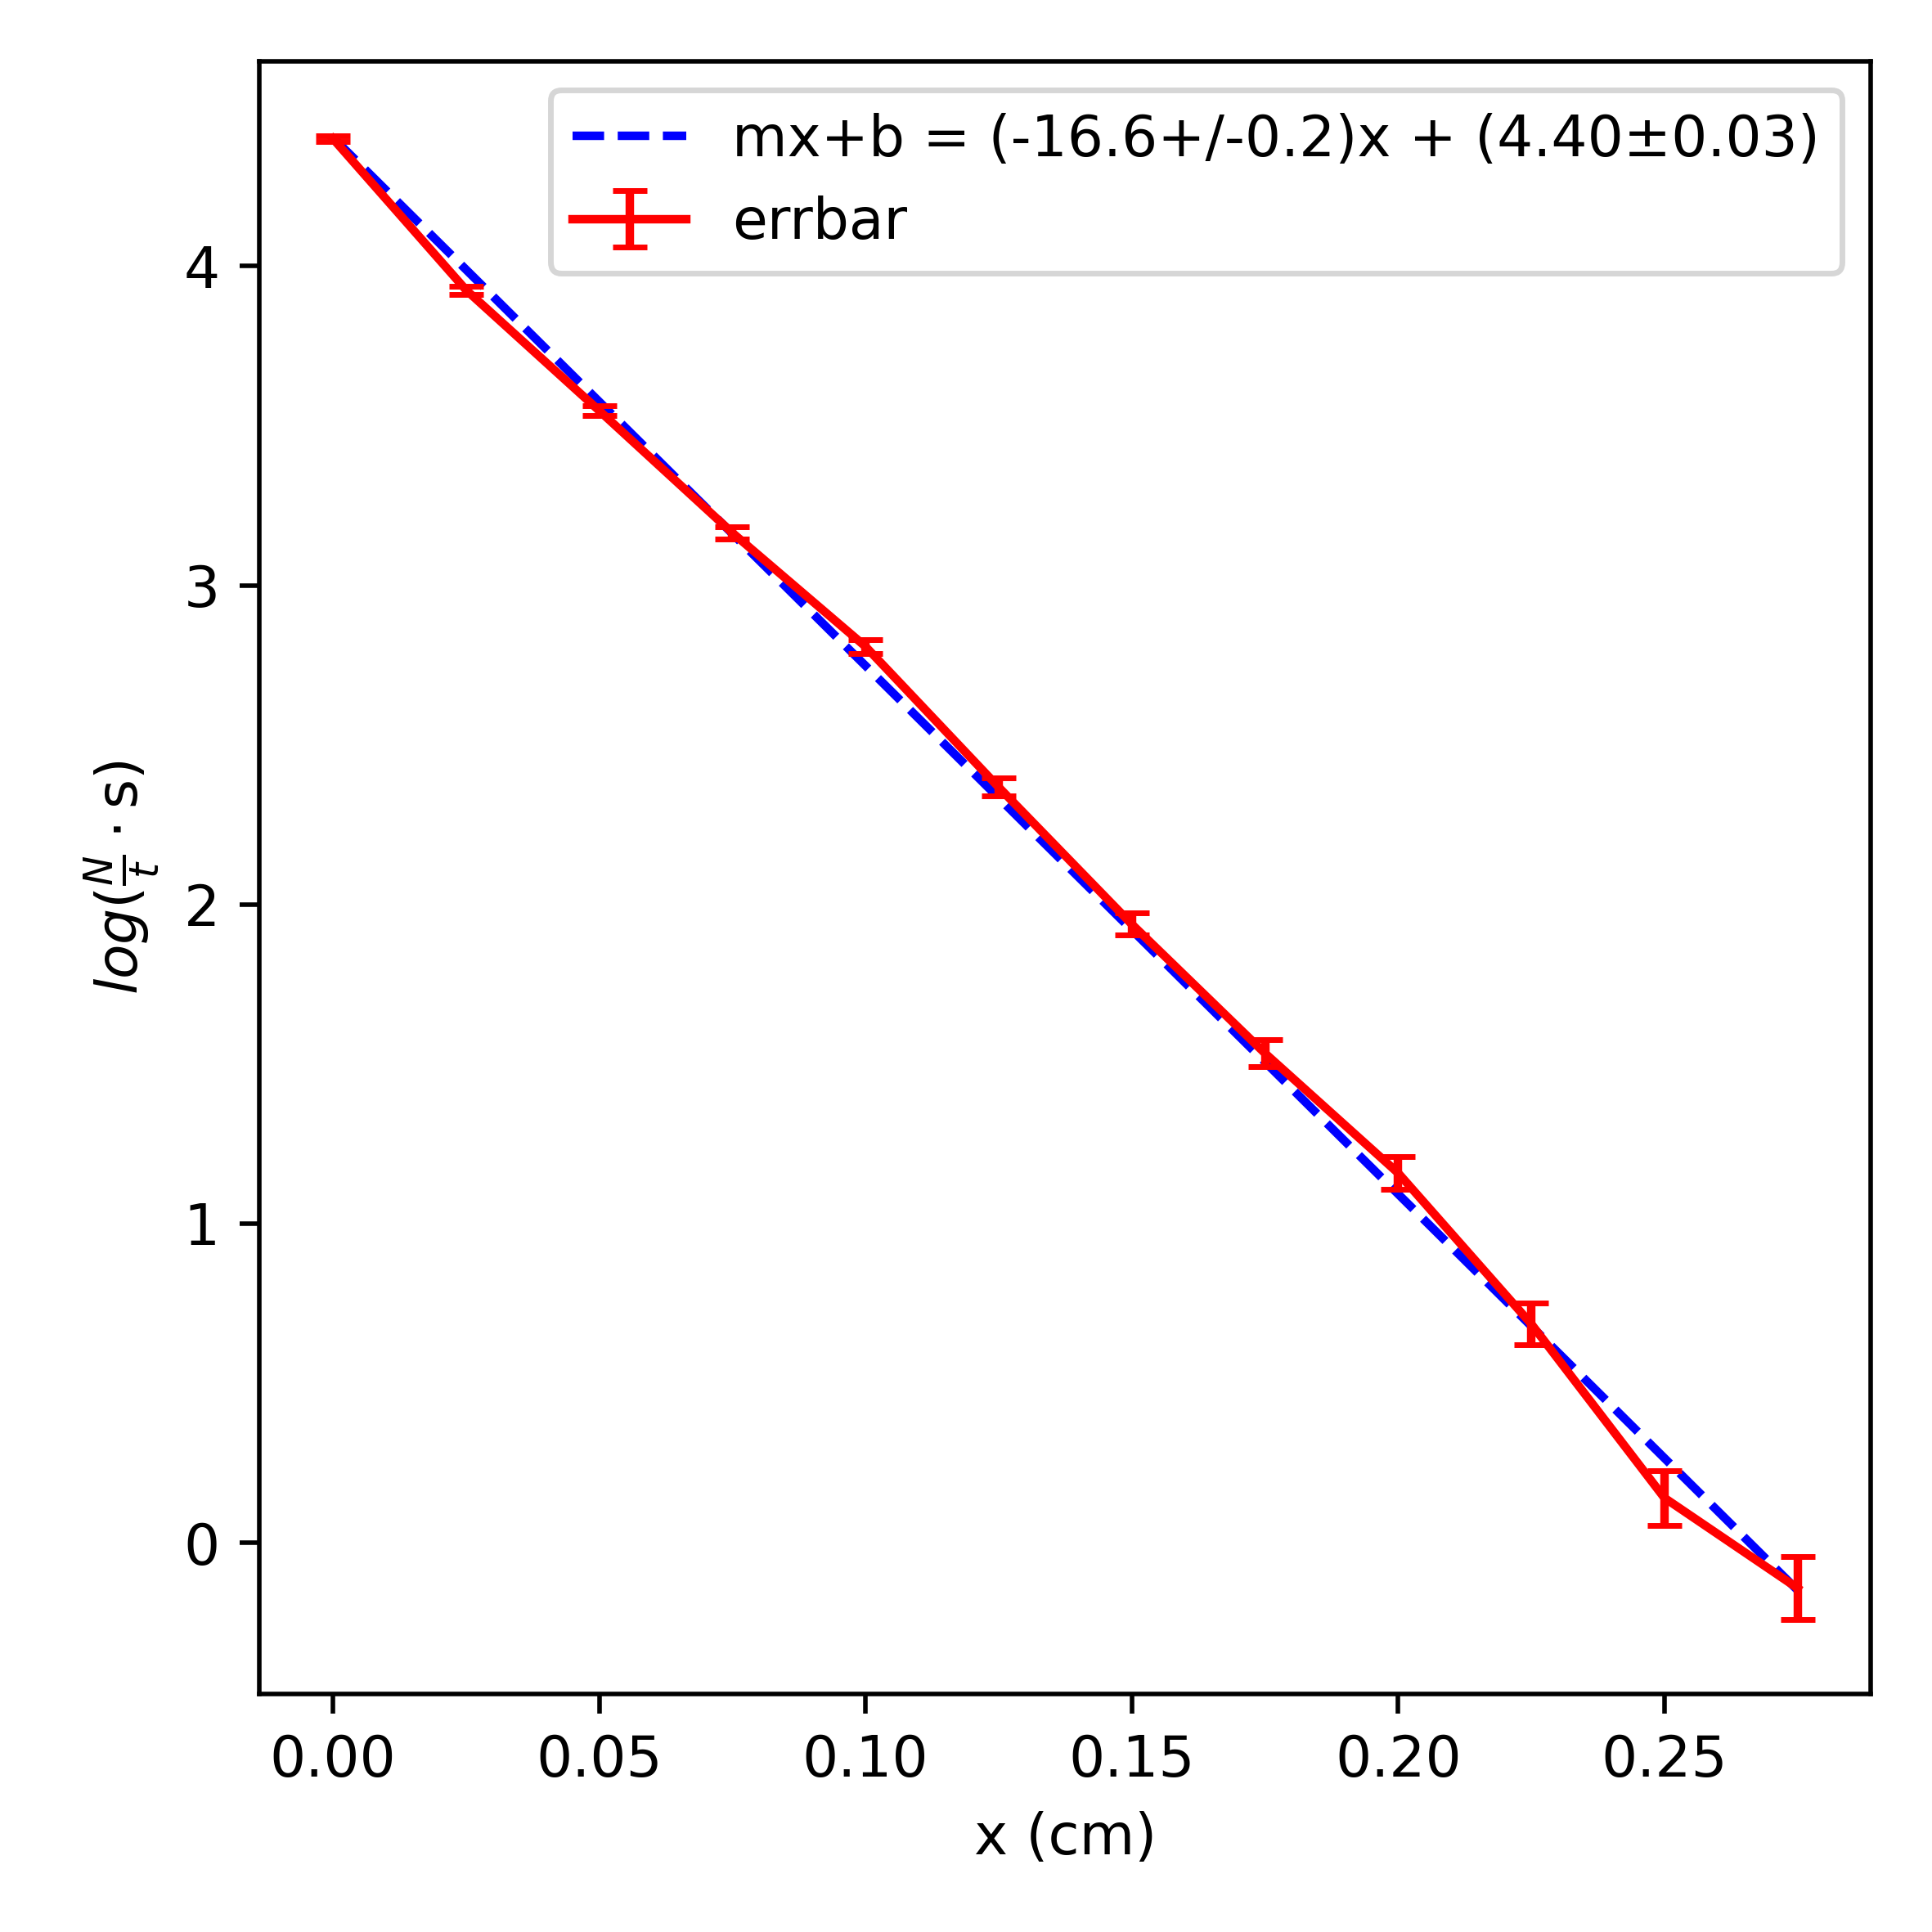 mx+b = (-16.6+/-0.2)x + (4.40±0.03)
errbar
4
3
2
1
0
log(N/t · s)
0.00 0.05 0.10 0.15 0.20 0.25
x (cm)